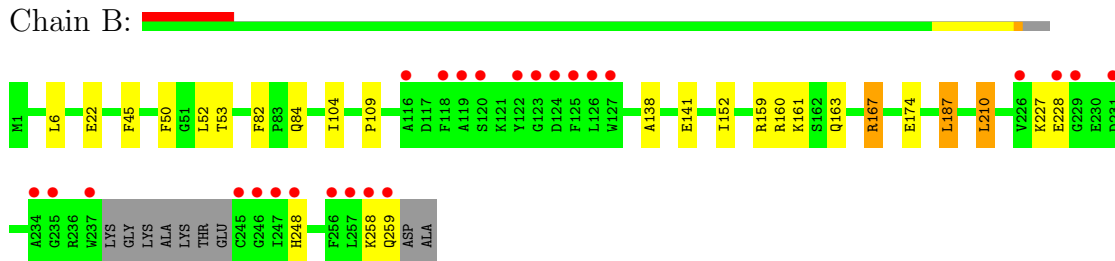 Chain B:
M1 L6 E22 F45 F50 G51 L52 T53 F82 P83 Q84 I104 P109 A116 D117 F118 A119 S120 K121 Y122 G123 D124 F125 L126 W127 A138 E141 I152 R159 R160 K161 S162 Q163 R167 E174 L187 L210 V226 K227 E228 G229 E230
A234 G235 R236 W237 LYS GLY LYS ALA LYS THR GLU C245 G246 I247 H248 F256 L257 K258 Q259 ASP ALA